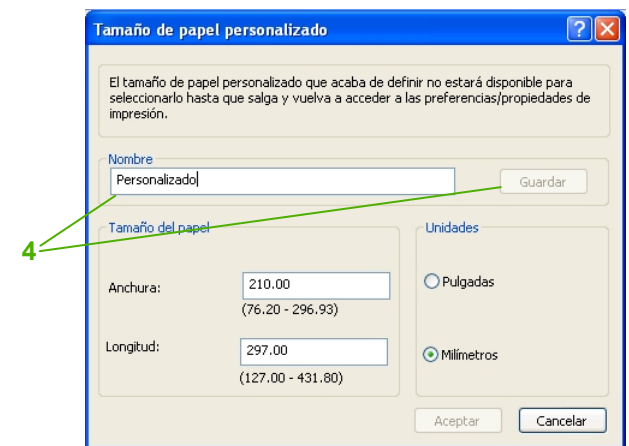 Tamaño de papel personalizado
El tamaño de papel personalizado que acaba de definir no estará disponible para
seleccionarlo hasta que salga y vuelva a acceder a las preferencias/propiedades de
impresión.
Nombre
Personalizado
Guardar
4
Tamaño del papel
Unidades
Anchura:
210.00
(76.20 - 296.93)
Pulgadas
Longitud:
297.00
(127.00 - 431.80)
Milímetros
Aceptar
Cancelar